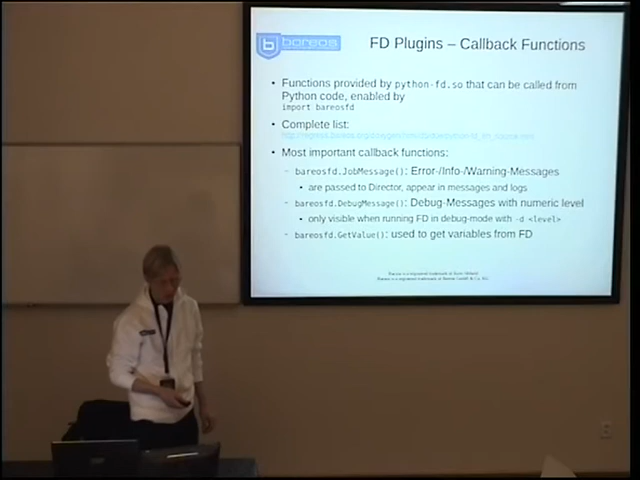 bareos
FD Plugins – Callback Functions
• Functions provided by python-fd.so that can be called from
Python code, enabled by
import bareosfd
• Complete list:
• Most important callback functions:
– bareosfd.JobMessage(): Error-/Info-/Warning-Messages
• are passed to Director, appear in messages and logs
– bareosfd.DebugMessage(): Debug-Messages with numeric level
• only visible when running FD in debug-mode with -d <level>
– bareosfd.GetValue(): used to get variables from FD